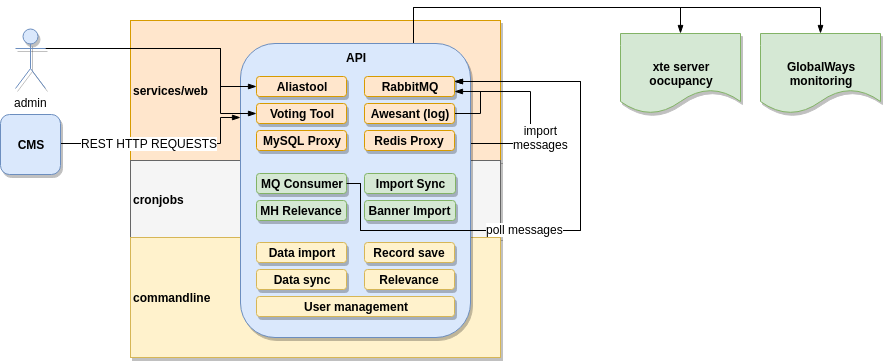 API
xte server
oocupancy
GlobalWays
monitoring
services/web
Aliastool
RabbitMQ
admin
Voting Tool
Awesant (log)
CMS
REST HTTP REQUESTS
MySQL Proxy
Redis Proxy
import
messages
cronjobs
MQ Consumer
Import Sync
MH Relevance
Banner Import
poll messages
commandline
Data import
Record save
Data sync
Relevance
User management